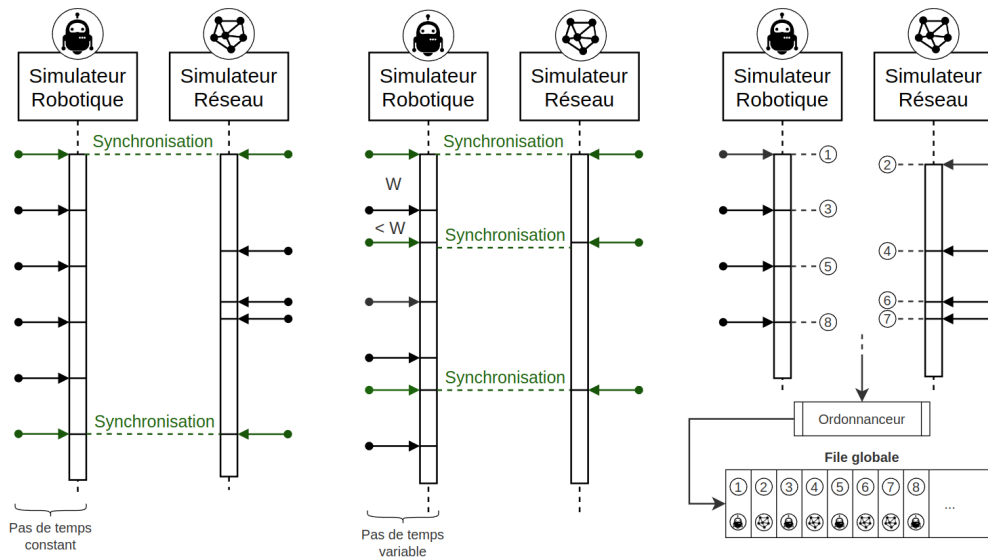 Simulateur
Robotique
Simulateur
Réseau
Synchronisation
Synchronisation
Pas de temps
constant
Simulateur
Robotique
Simulateur
Réseau
Synchronisation
W
< W
Synchronisation
Synchronisation
Pas de temps
variable
Simulateur
Robotique
Simulateur
Réseau
1
2
3
4
5
6
7
8
Ordonnanceur
File globale
1 2 3 4 5 6 7 8 ...